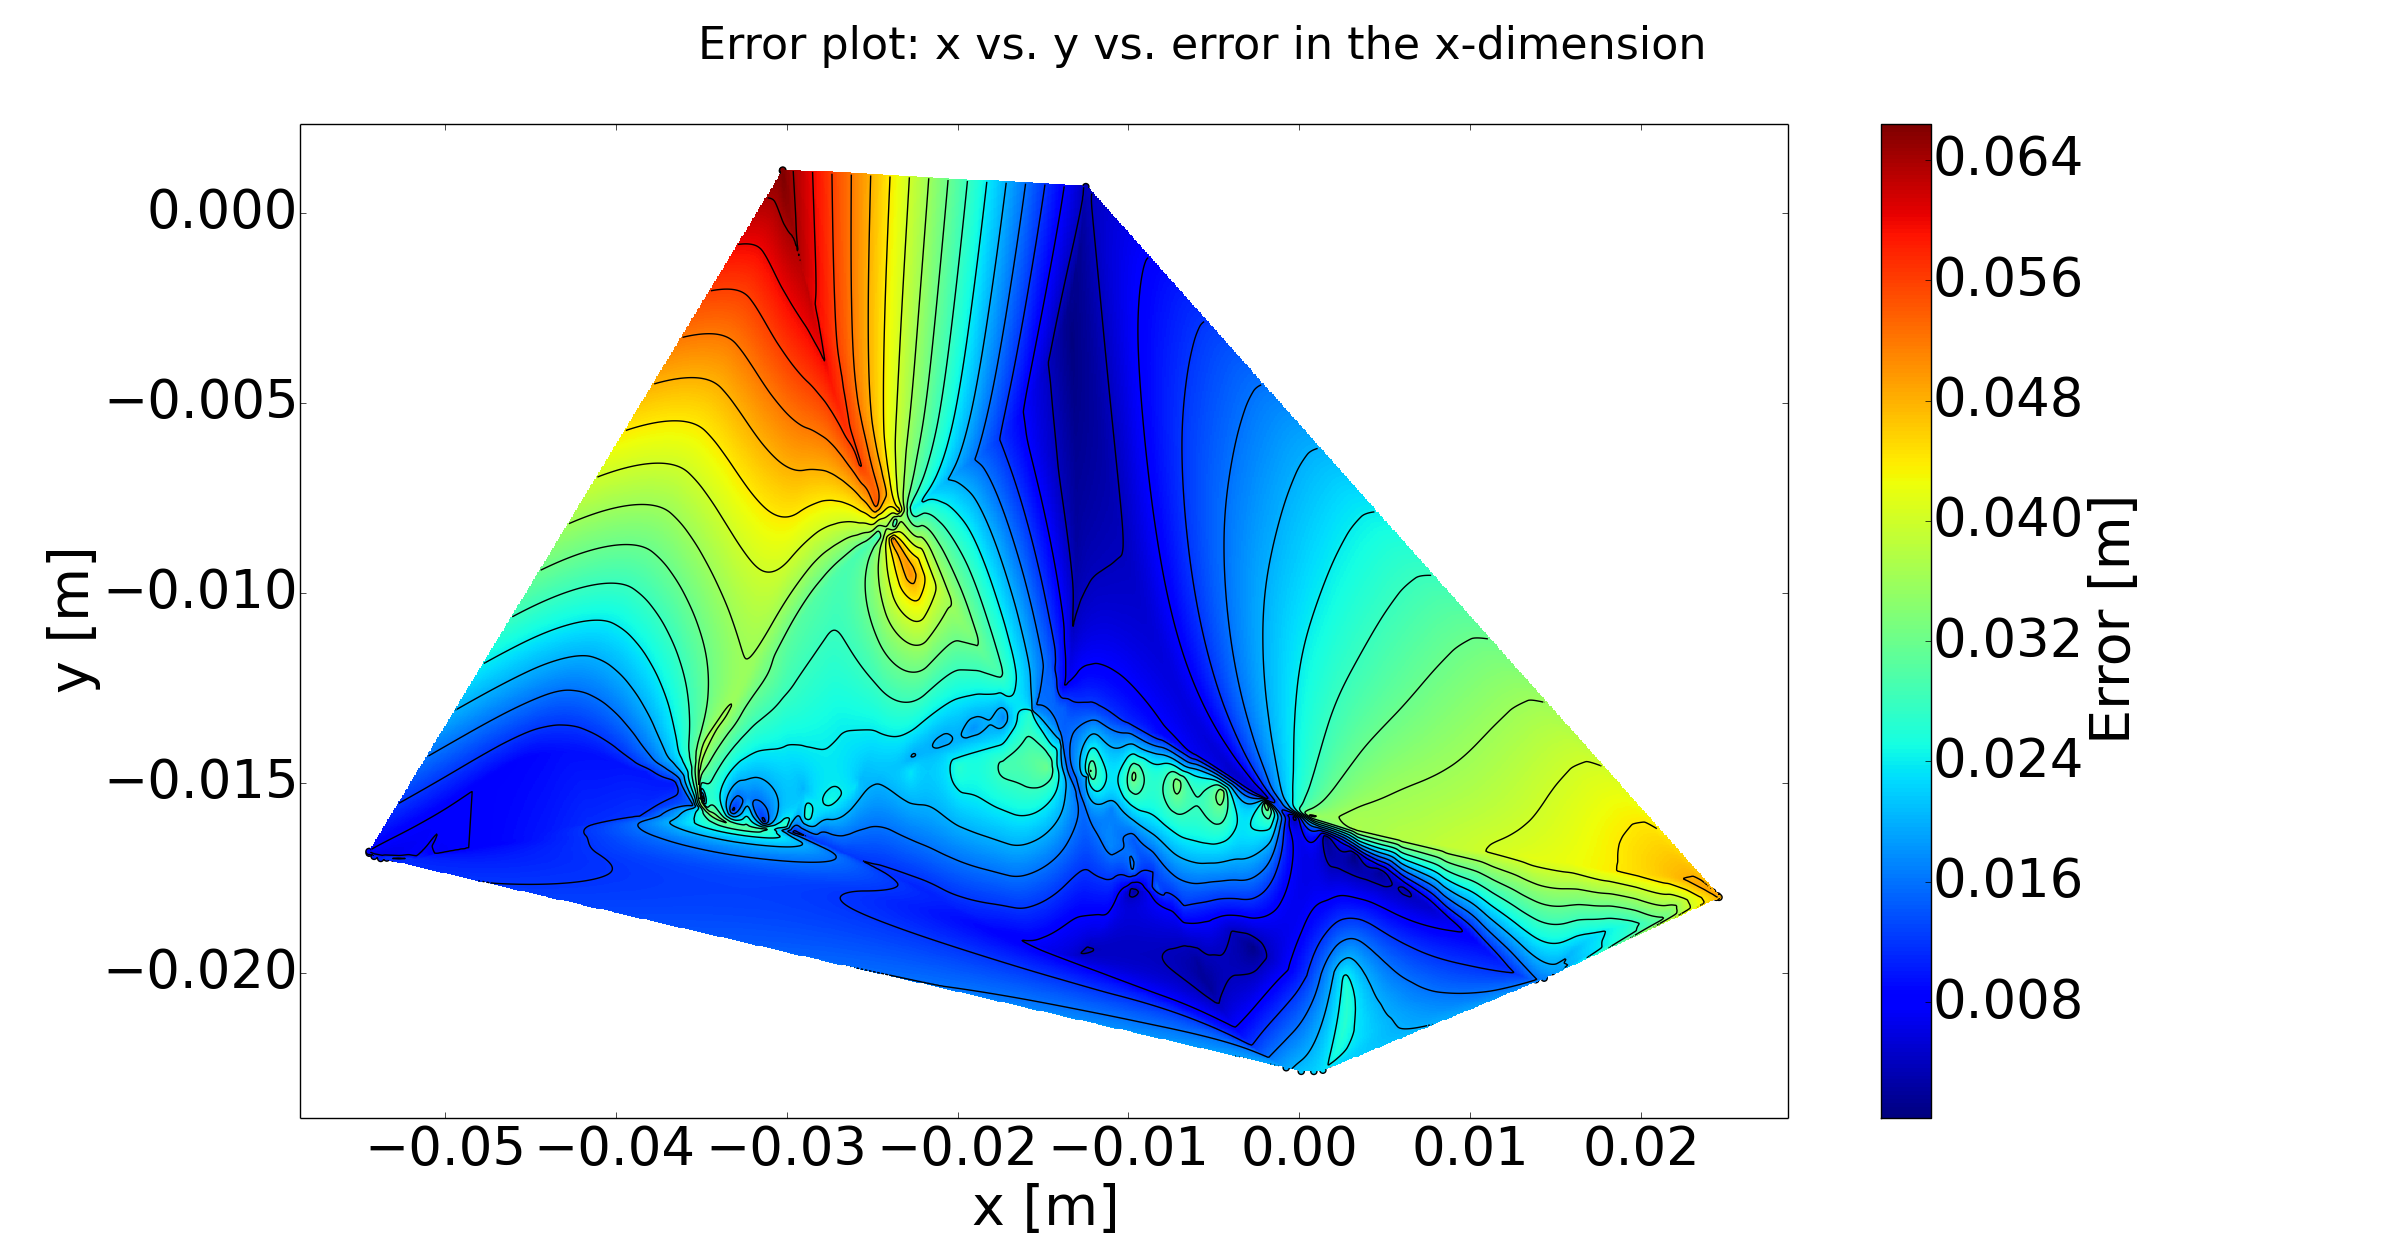 Error plot: x vs. y vs. error in the x-dimension
0.000
−0.005
−0.010
−0.015
−0.020
y [m]
−0.05 −0.04 −0.03 −0.02 −0.01 0.00 0.01 0.02
x [m]
0.064
0.056
0.048
0.040
0.032
0.024
0.016
0.008
Error [m]